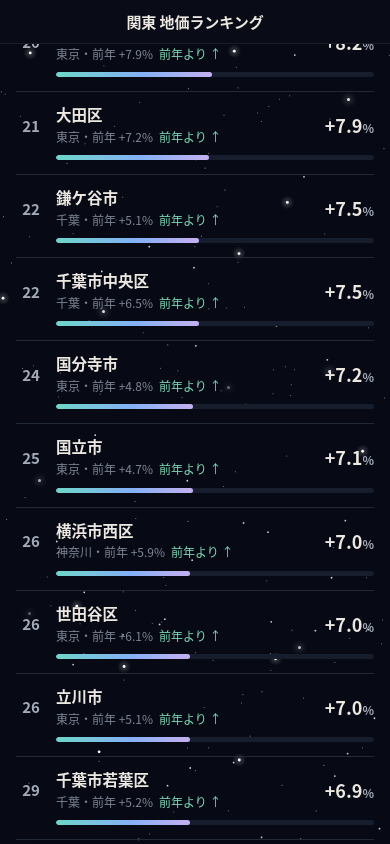 関東 地価ランキング
20
+8.2%
東京・前年 +7.9% 前年より ↑
21
大田区
+7.9%
東京・前年 +7.2% 前年より ↑
22
鎌ケ谷市
+7.5%
千葉・前年 +5.1% 前年より ↑
22
千葉市中央区
+7.5%
千葉・前年 +6.5% 前年より ↑
24
国分寺市
+7.2%
東京・前年 +4.8% 前年より ↑
25
国立市
+7.1%
東京・前年 +4.7% 前年より ↑
26
横浜市西区
+7.0%
神奈川・前年 +5.9% 前年より ↑
26
世田谷区
+7.0%
東京・前年 +6.1% 前年より ↑
26
立川市
+7.0%
東京・前年 +5.1% 前年より ↑
29
千葉市若葉区
+6.9%
千葉・前年 +5.2% 前年より ↑